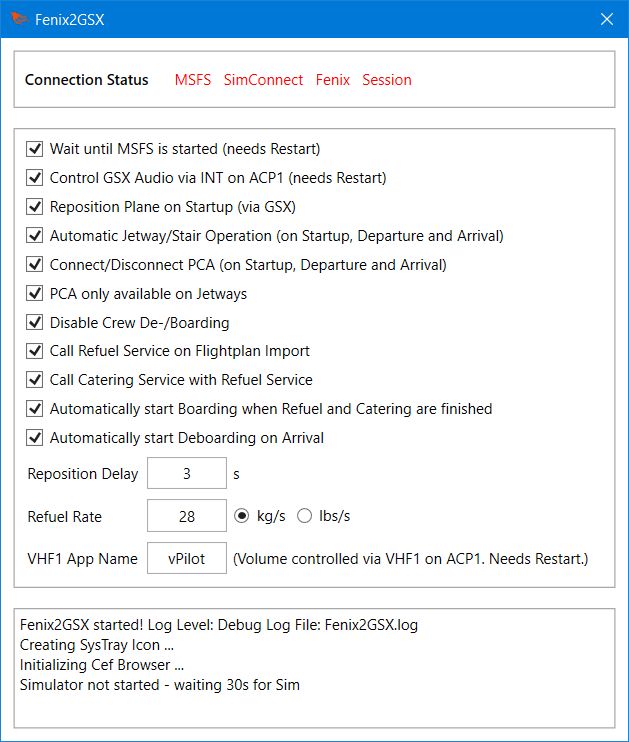 Fenix2GSX
Connection Status MSFS SimConnect Fenix Session
Wait until MSFS is started (needs Restart)
Control GSX Audio via INT on ACP1 (needs Restart)
Reposition Plane on Startup (via GSX)
Automatic Jetway/Stair Operation (on Startup, Departure and Arrival)
Connect/Disconnect PCA (on Startup, Departure and Arrival)
PCA only available on Jetways
Disable Crew De-/Boarding
Call Refuel Service on Flightplan Import
Call Catering Service with Refuel Service
Automatically start Boarding when Refuel and Catering are finished
Automatically start Deboarding on Arrival
Reposition Delay 3 s
Refuel Rate 28 kg/s lbs/s
VHF1 App Name vPilot (Volume controlled via VHF1 on ACP1. Needs Restart.)
Fenix2GSX started! Log Level: Debug Log File: Fenix2GSX.log
Creating SysTray Icon ...
Initializing Cef Browser ...
Simulator not started - waiting 30s for Sim